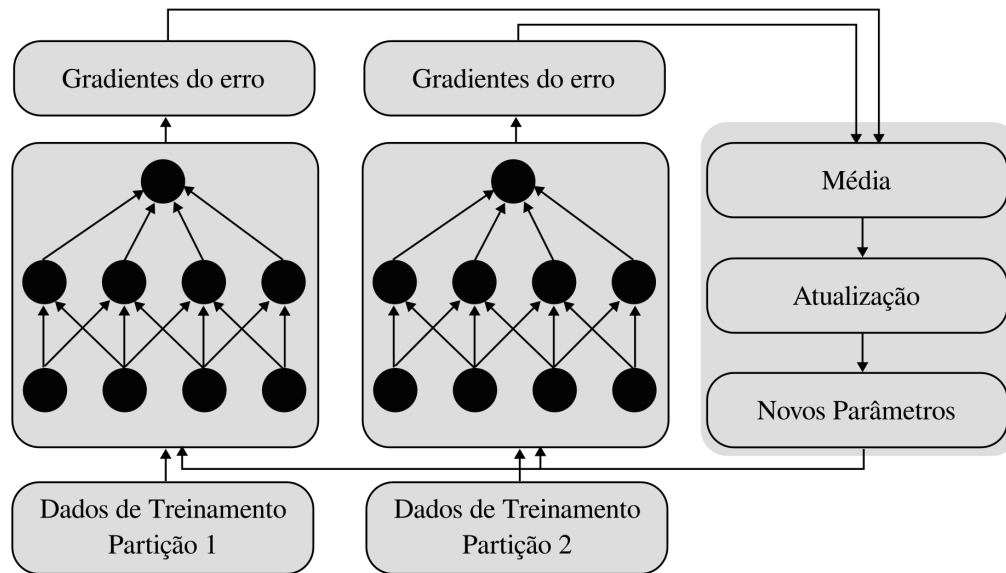 Gradientes do erro
Gradientes do erro
Média
Atualização
Novos Parâmetros
Dados de Treinamento
Partição 1
Dados de Treinamento
Partição 2